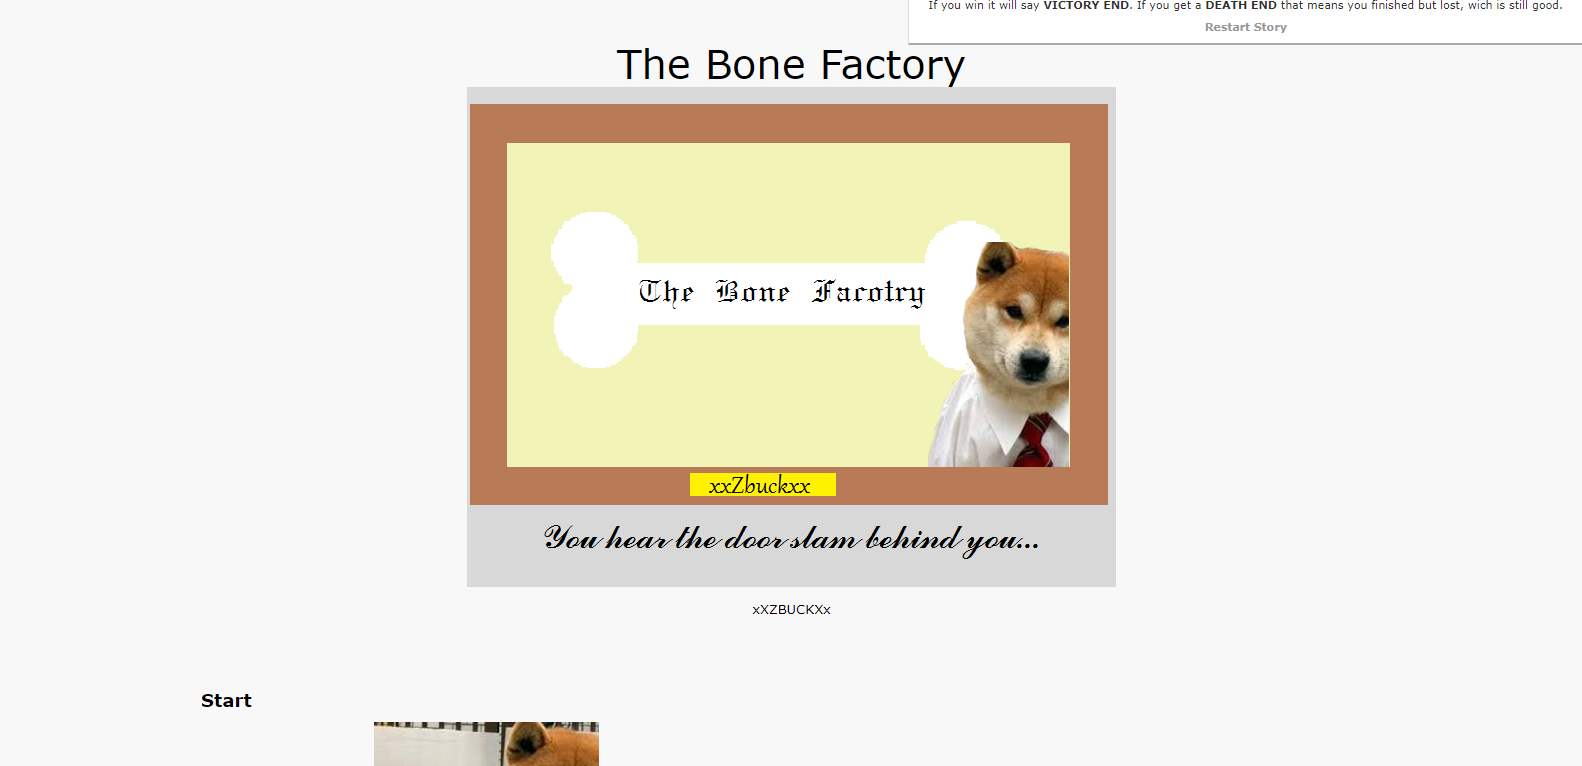 If you win it will say VICTORY END. If you get a DEATH END that means you finished but lost, wich is still good.
Restart Story
The Bone Factory
The Bone Facotry
xxZbuckxx
You hear the door slam behind you...
xXZBUCKXx
Start